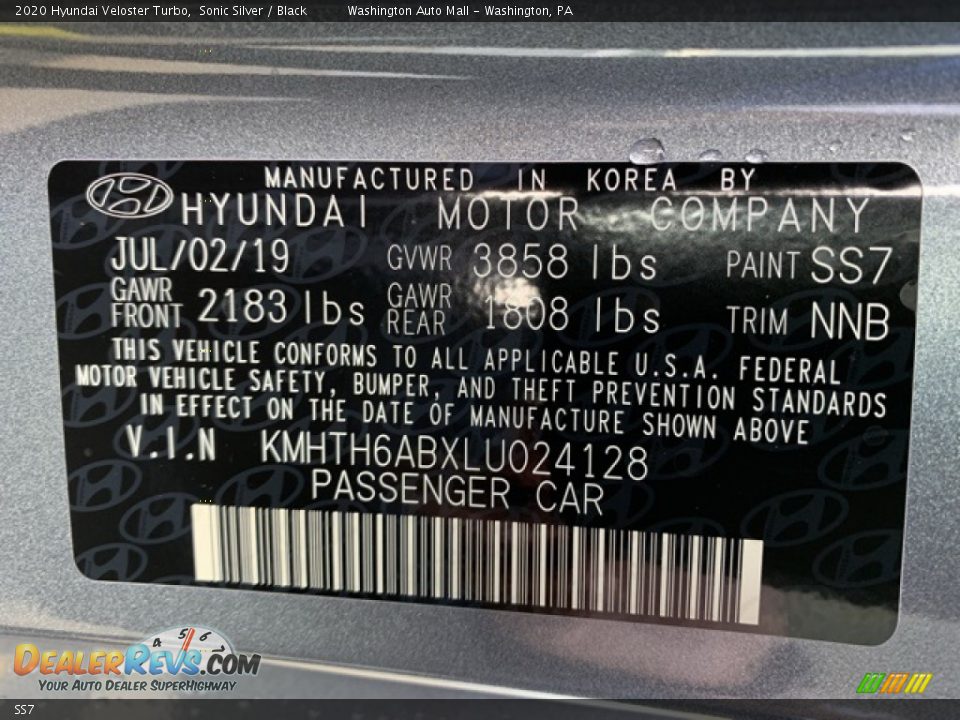 2020 Hyundai Veloster Turbo, Sonic Silver / Black Washington Auto Mall - Washington, PA
MANUFACTURED IN KOREA BY
HYUNDAI MOTOR COMPANY
JUL/02/19 GVWR 3858 lbs PAINT SS7
GAWR FRONT 2183 lbs GAWR REAR 1808 lbs TRIM NNB
THIS VEHICLE CONFORMS TO ALL APPLICABLE U.S.A. FEDERAL
MOTOR VEHICLE SAFETY, BUMPER, AND THEFT PREVENTION STANDARDS
IN EFFECT ON THE DATE OF MANUFACTURE SHOWN ABOVE
V.I.N KMHTH6ABXLU024128
PASSENGER CAR
4 5 6
DealerRevs.com
Your Auto Dealer SuperHighway
SS7